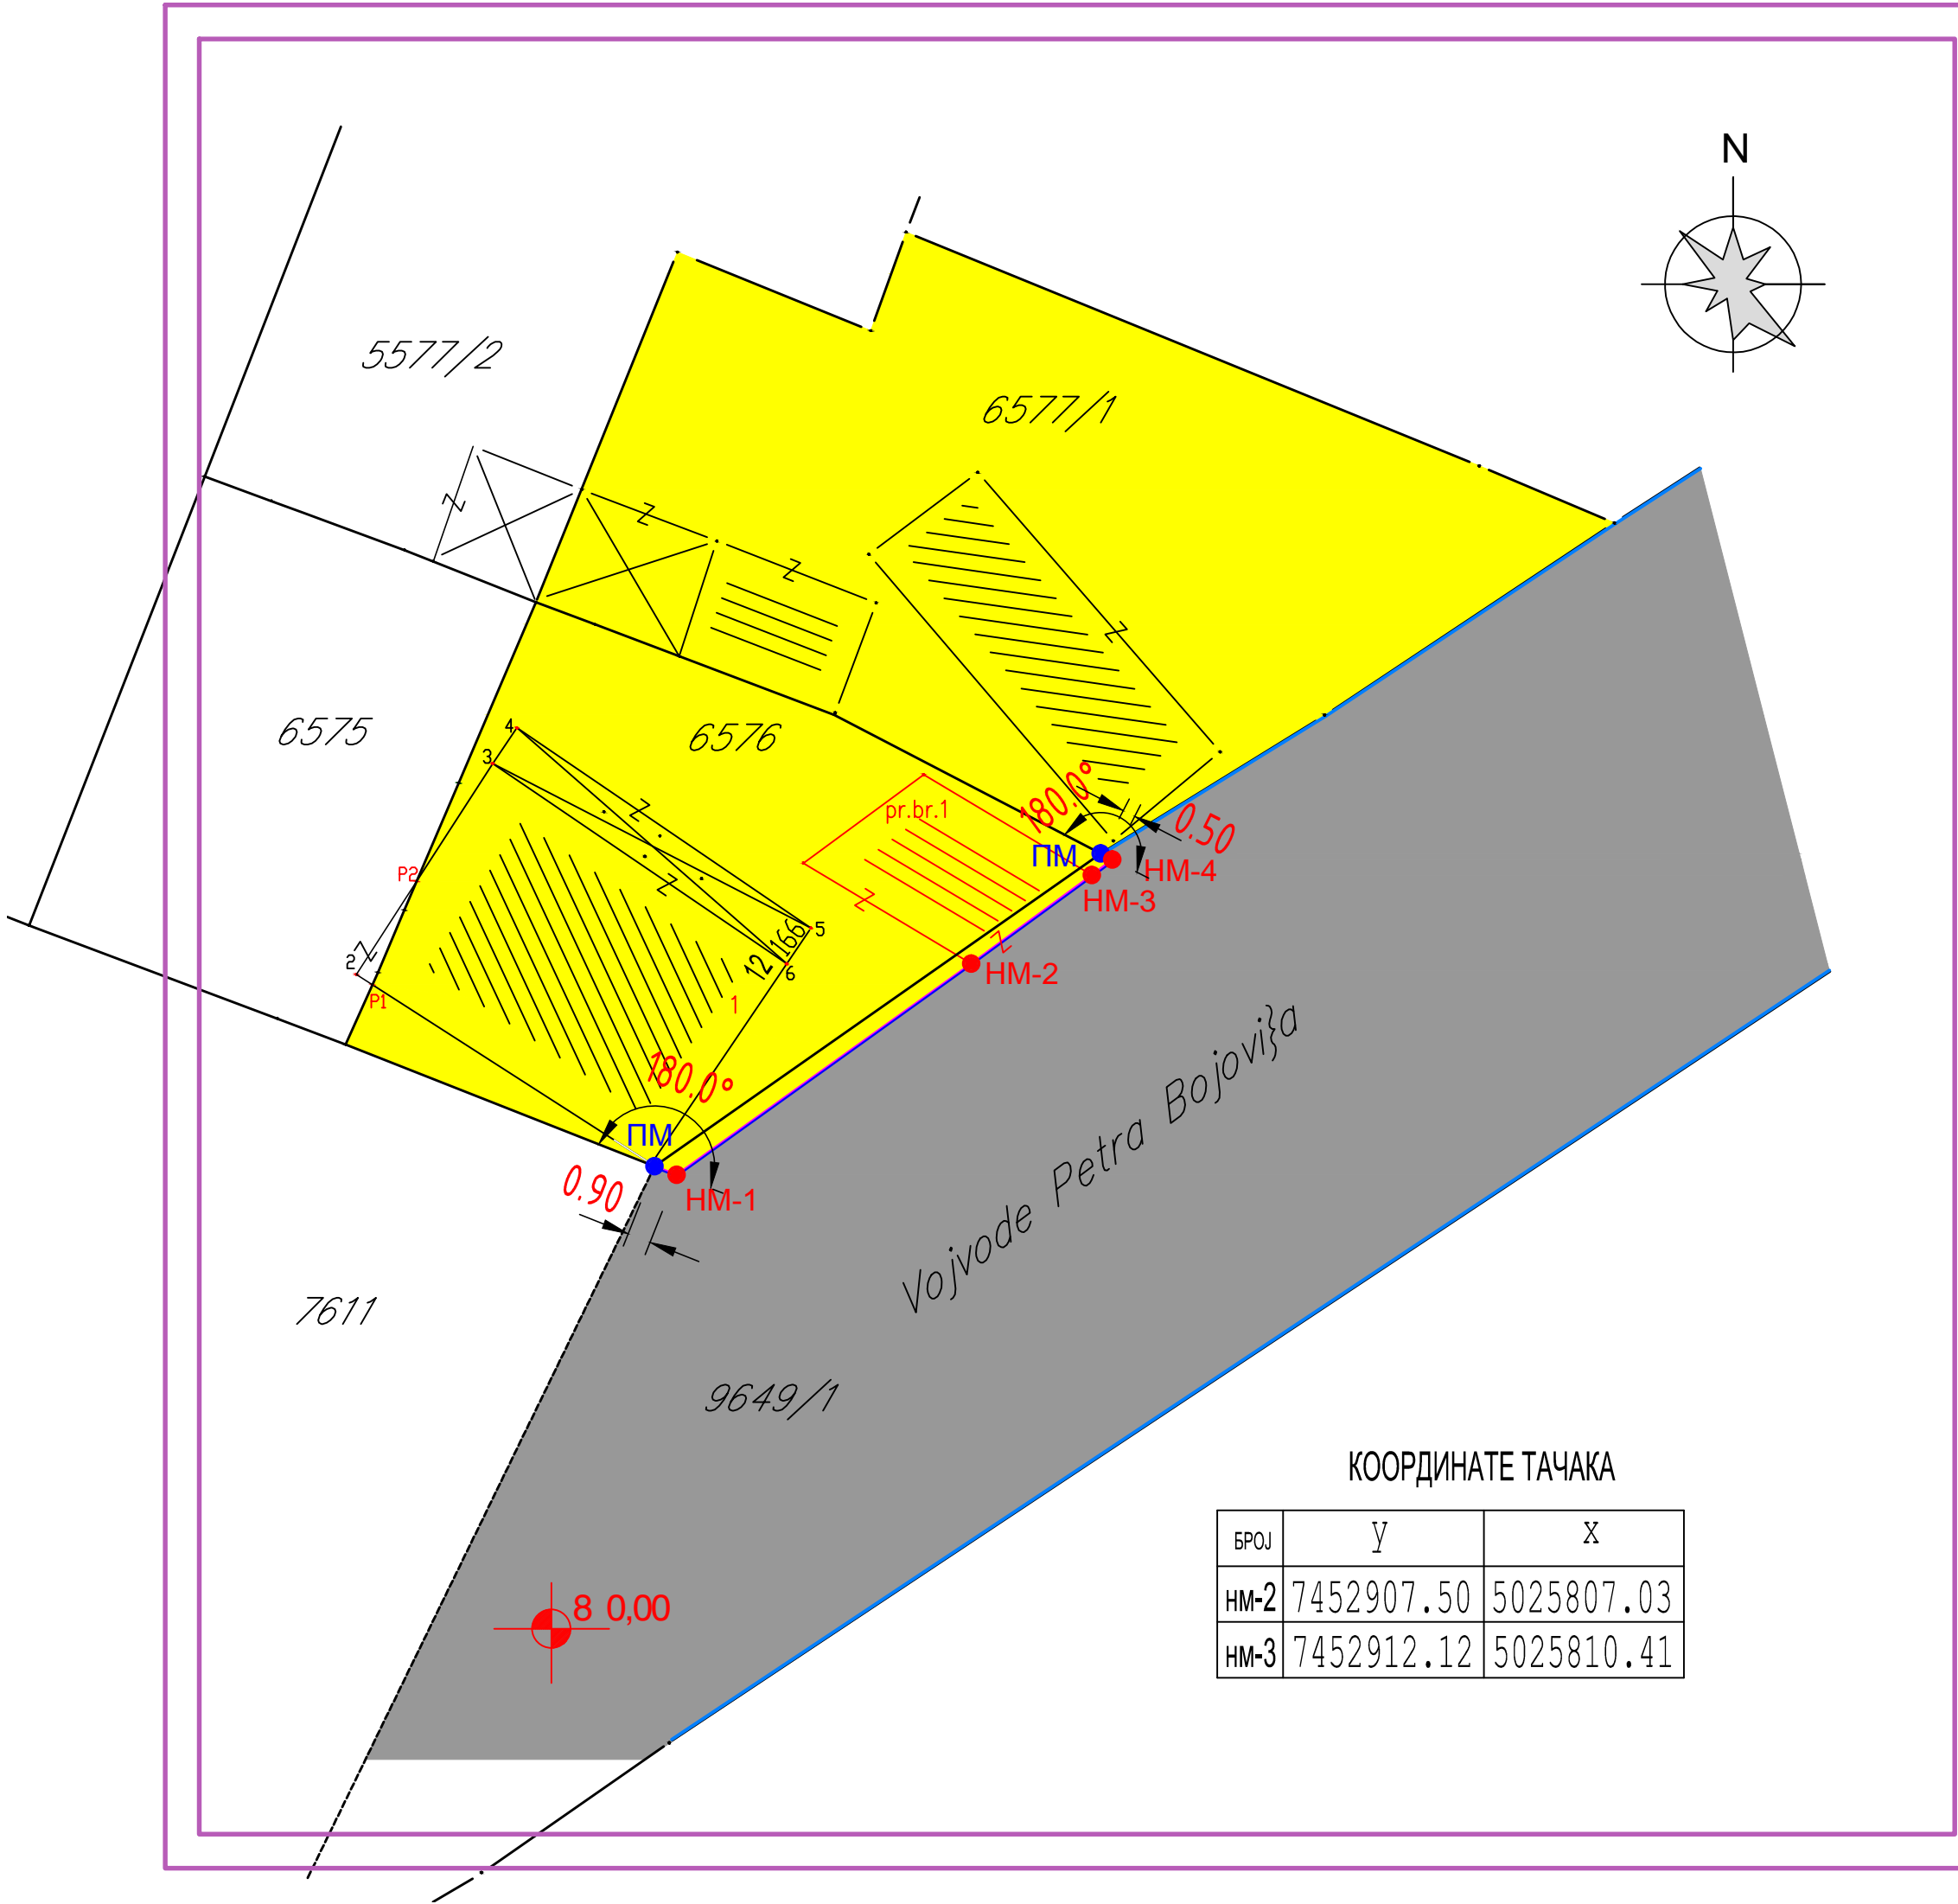 N
5577/2
6577/1
6575
6576
4
3
P2
2
P1
pr.br.1
180.0°
0.50
ПМ
НМ-4
НМ-3
5
166
12
6
НМ-2
1
180.0°
ПМ
0.90
НМ-1
Vojvode Petra Bojovi
7611
9649/1
8 0,00
КООРДИНАТЕ ТАЧАКА
БРОЈ y x
нм-2 7452907.50 5025807.03
нм-3 7452912.12 5025810.41